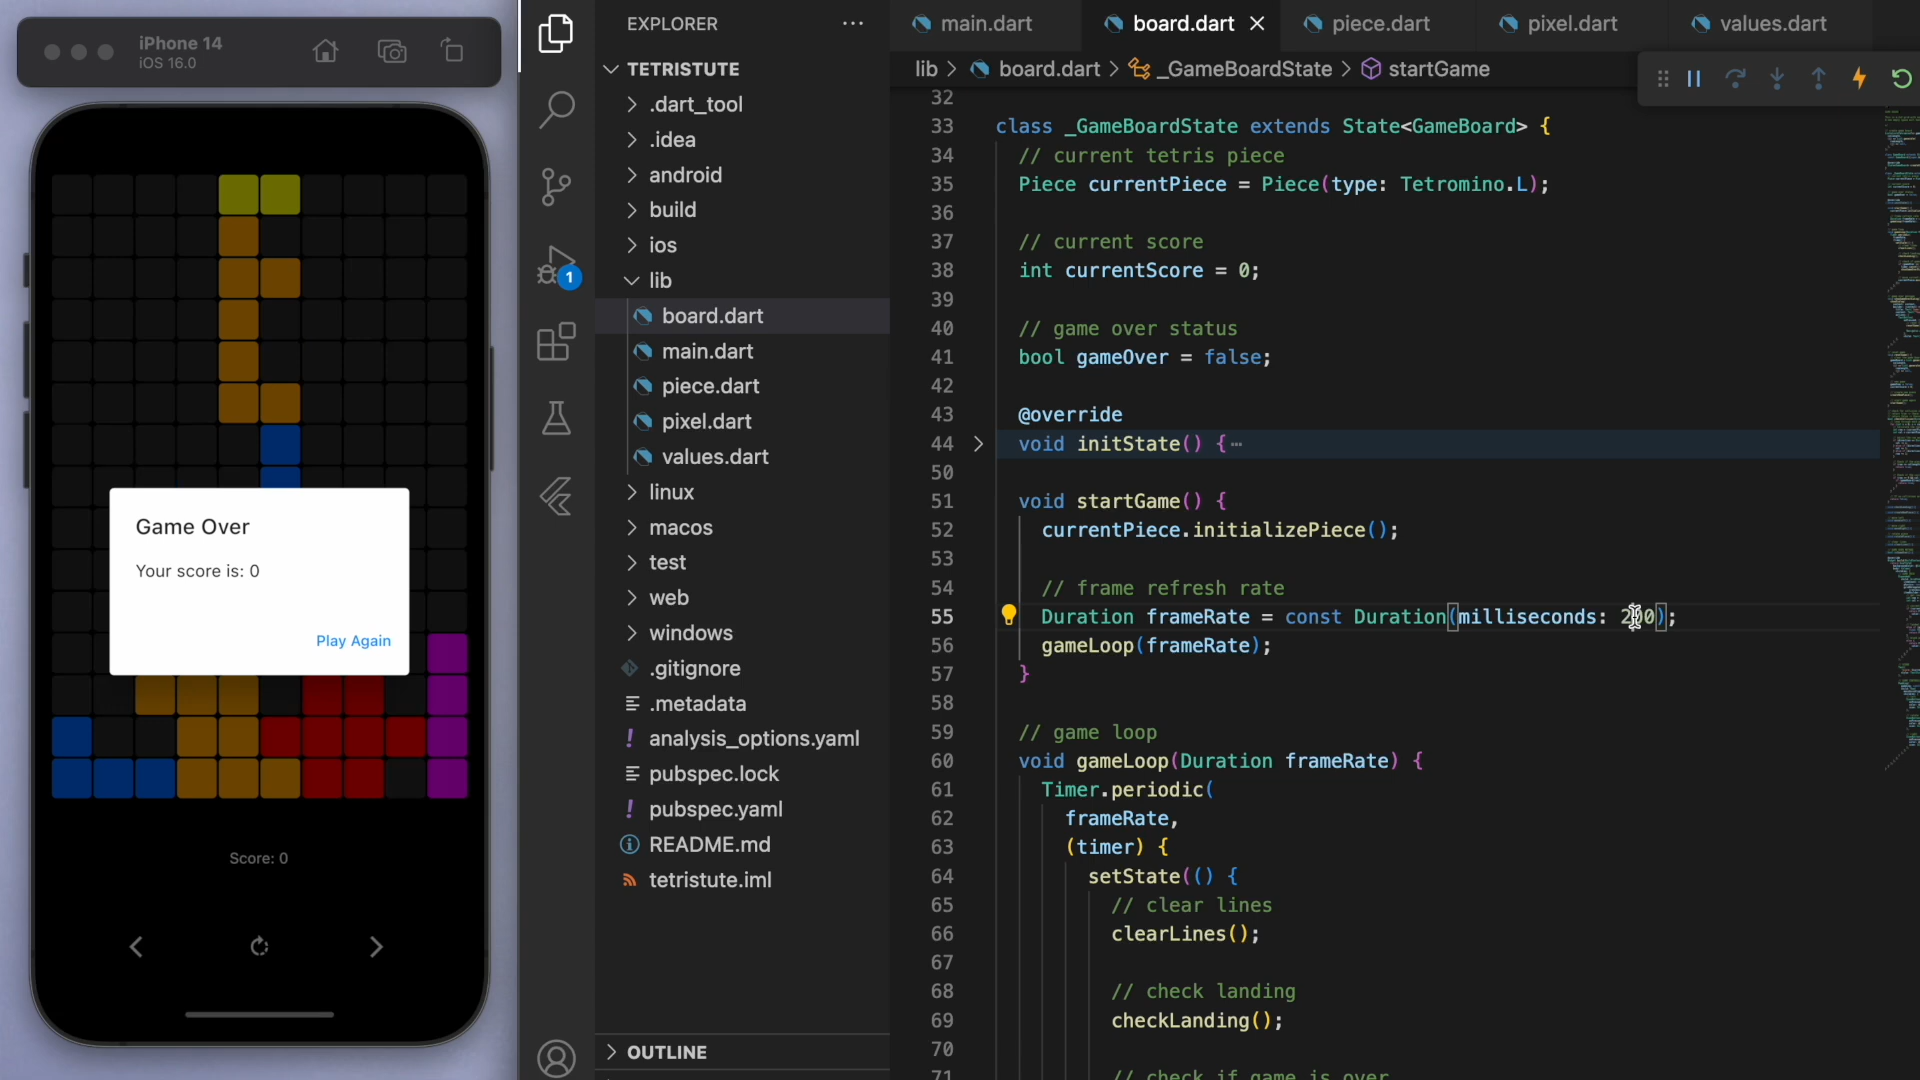 iPhone 14
iOS 16.0
Game Over
Your score is: 0
Play Again
Score: 0
1
EXPLORER
TETRISTUTE
.dart_tool
.idea
android
build
ios
lib
board.dart
main.dart
piece.dart
pixel.dart
values.dart
linux
macos
test
web
windows
.gitignore
.metadata
analysis_options.yaml
pubspec.lock
pubspec.yaml
README.md
tetristute.iml
OUTLINE
main.dart board.dart piece.dart pixel.dart values.dart
lib > board.dart > _GameBoardState > startGame
32
33 class _GameBoardState extends State<GameBoard> {
34 // current tetris piece
35 Piece currentPiece = Piece(type: Tetromino.L);
36
37 // current score
38 int currentScore = 0;
39
40 // game over status
41 bool gameOver = false;
42
43 @override
44 void initState() {…
50
51 void startGame() {
52 currentPiece.initializePiece();
53
54 // frame refresh rate
55 Duration frameRate = const Duration(milliseconds: 200);
56 gameLoop(frameRate);
57 }
58
59 // game loop
60 void gameLoop(Duration frameRate) {
61 Timer.periodic(
62 frameRate,
63 (timer) {
64 setState(() {
65 // clear lines
66 clearLines();
67
68 // check landing
69 checkLanding();
70
71 // check if game is over